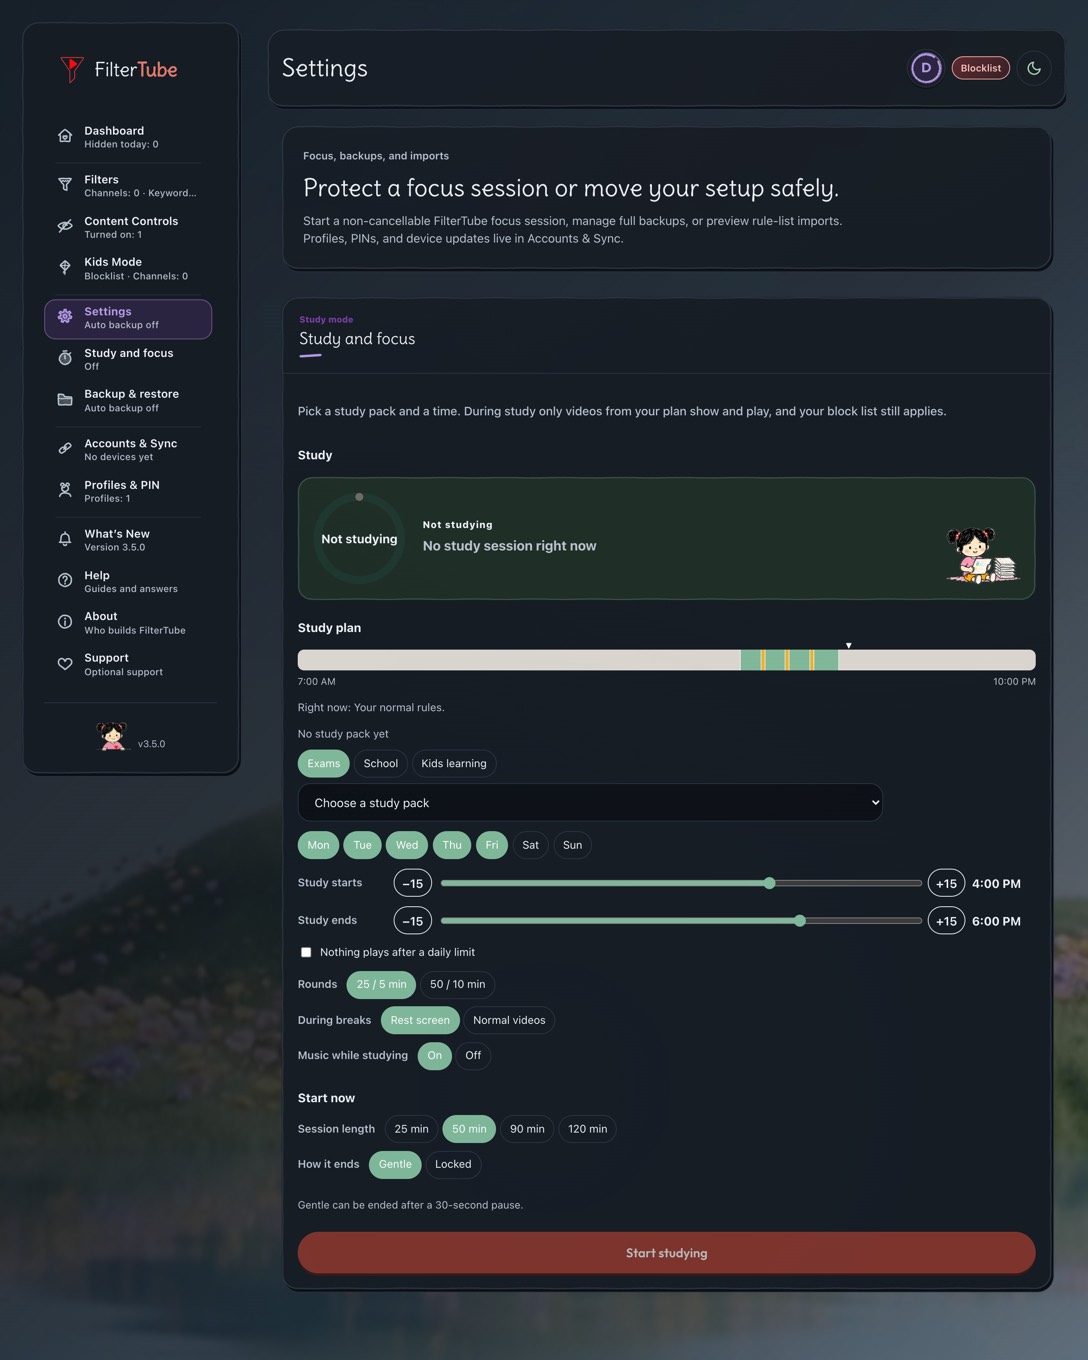 FilterTube
Dashboard
Hidden today: 0
Filters
Channels: 0 · Keyword...
Content Controls
Turned on: 1
Kids Mode
Blocklist · Channels: 0
Settings
Auto backup off
Study and focus
Off
Backup & restore
Auto backup off
Accounts & Sync
No devices yet
Profiles & PIN
Profiles: 1
What's New
Version 3.5.0
Help
Guides and answers
About
Who builds FilterTube
Support
Optional support
v3.5.0
Settings
D
Blocklist
Focus, backups, and imports
Protect a focus session or move your setup safely.
Start a non-cancellable FilterTube focus session, manage full backups, or preview rule-list imports.
Profiles, PINs, and device updates live in Accounts & Sync.
Study mode
Study and focus
Pick a study pack and a time. During study only videos from your plan show and play, and your block list still applies.
Study
Not studying
Not studying
No study session right now
Study plan
7:00 AM 10:00 PM
Right now: Your normal rules.
No study pack yet
Exams School Kids learning
Choose a study pack
Mon Tue Wed Thu Fri Sat Sun
Study starts −15 +15 4:00 PM
Study ends −15 +15 6:00 PM
Nothing plays after a daily limit
Rounds 25 / 5 min 50 / 10 min
During breaks Rest screen Normal videos
Music while studying On Off
Start now
Session length 25 min 50 min 90 min 120 min
How it ends Gentle Locked
Gentle can be ended after a 30-second pause.
Start studying